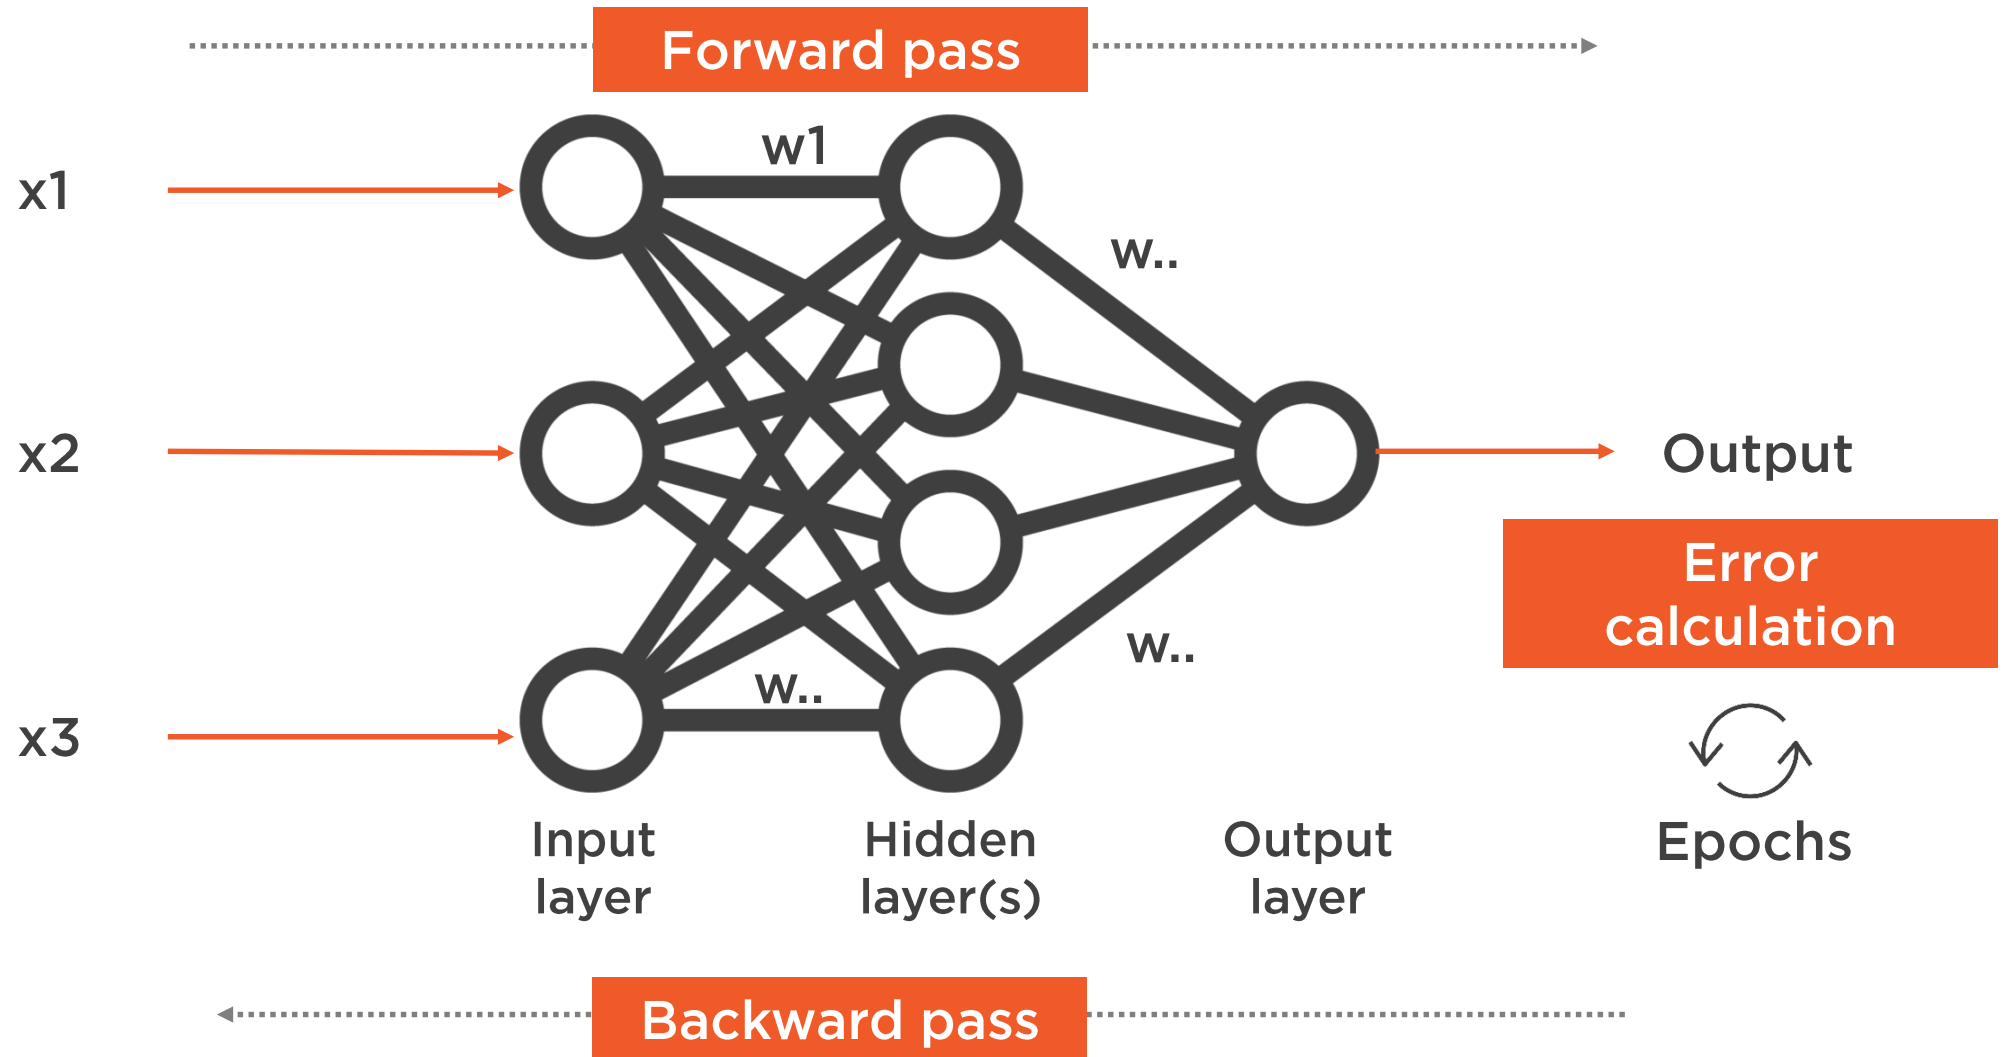 Forward pass
w1
x1
w..
x2
Output
Error
calculation
w..
w..
x3
Input
layer
Hidden
layer(s)
Output
layer
Epochs
Backward pass